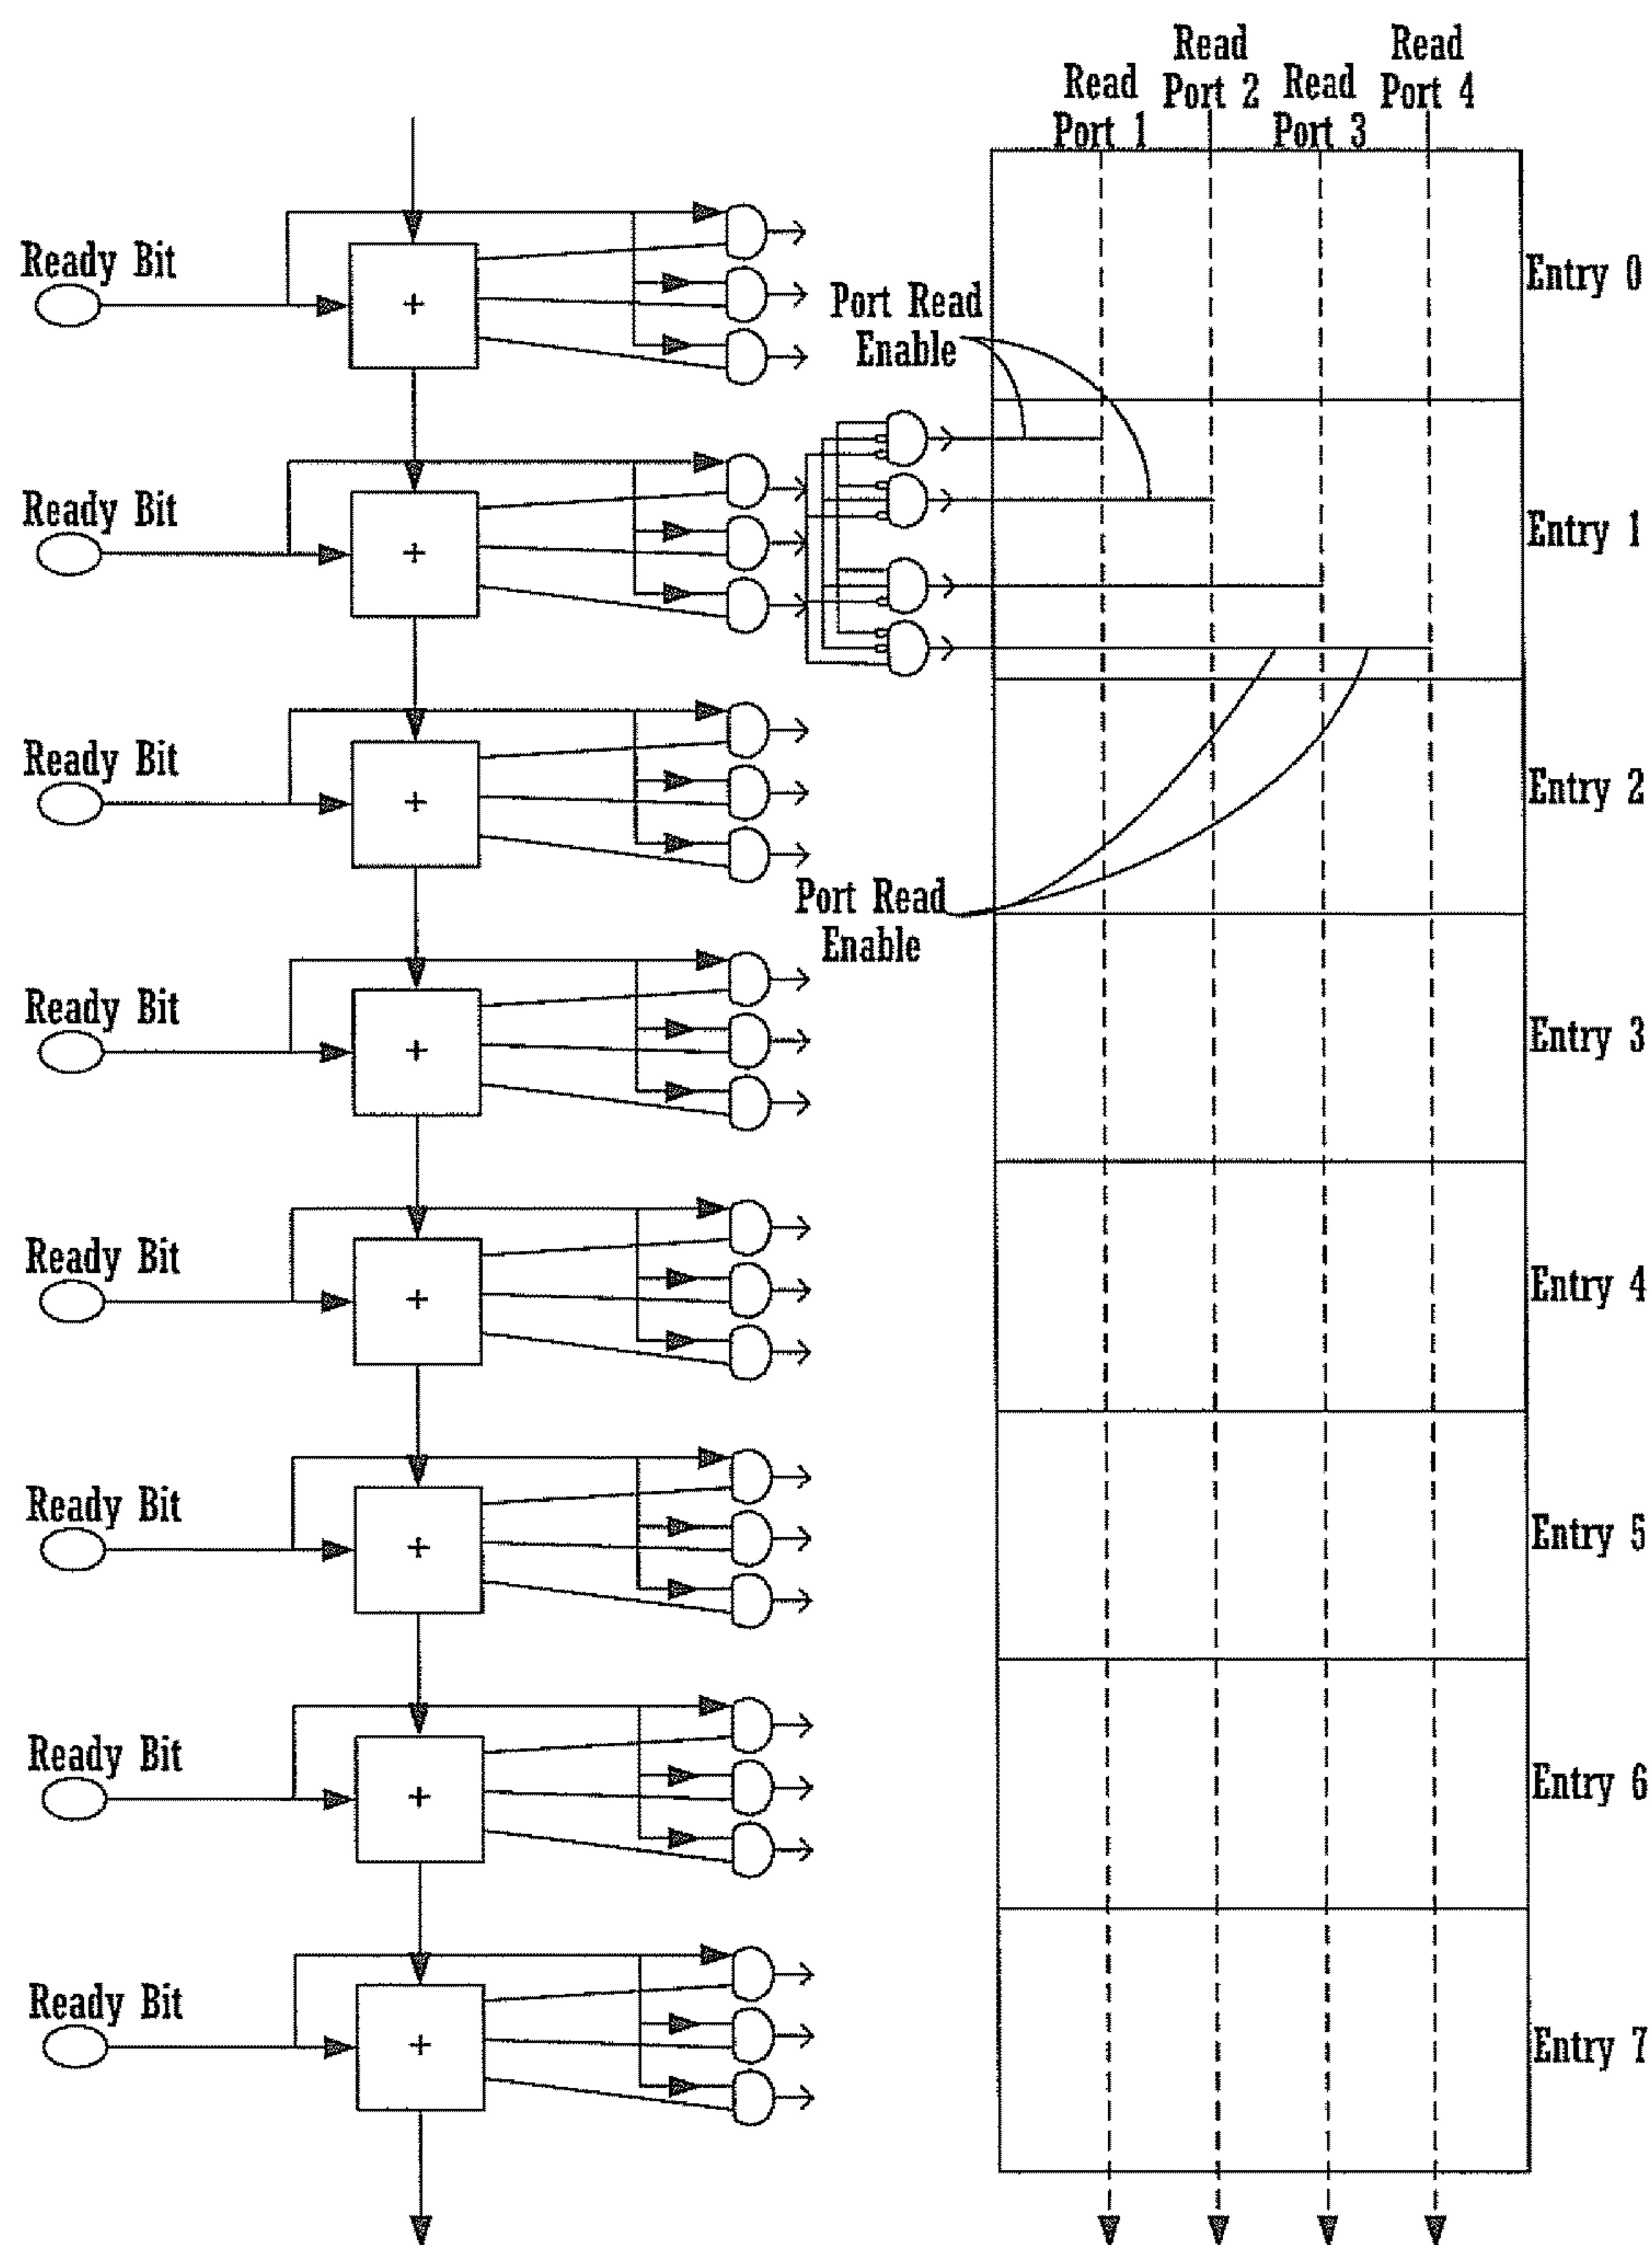 Read
Port 1
Read
Port 2
Read
Port 3
Read
Port 4
Ready Bit
+
Entry 0
Port Read
Enable
Ready Bit
+
Entry 1
Ready Bit
+
Entry 2
Port Read
Enable
Ready Bit
+
Entry 3
Ready Bit
+
Entry 4
Ready Bit
+
Entry 5
Ready Bit
+
Entry 6
Ready Bit
+
Entry 7